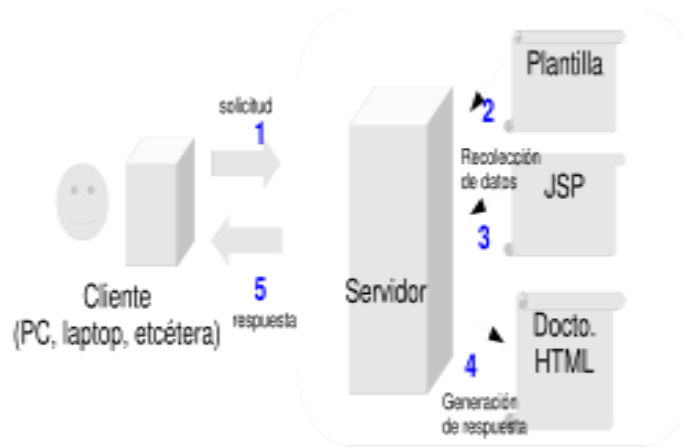 solicitud
1
Cliente
(PC, laptop, etcétera)
5
respuesta
Servidor
Plantilla
2
Recolección
de datos
JSP
3
Docto.
HTML
4
Generación
de respuesta